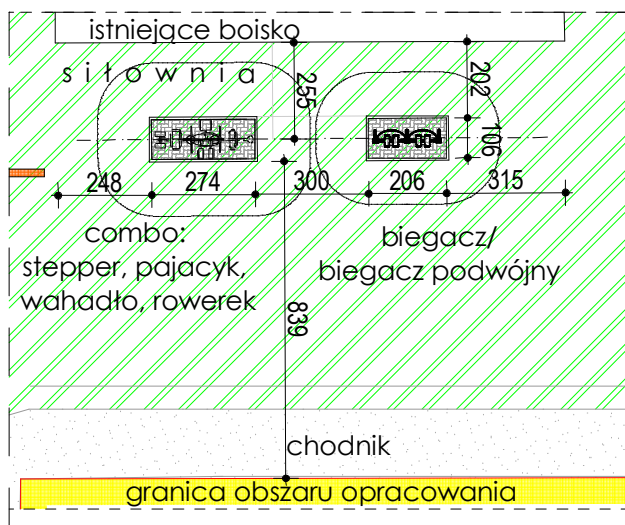 istniejące boisko
siłownia
255
202
106
248
274
300
206
315
combo:
stepper, pajacyk,
wahadło, rowerek
biegacz/
biegacz podwójny
839
chodnik
granica obszaru opracowania